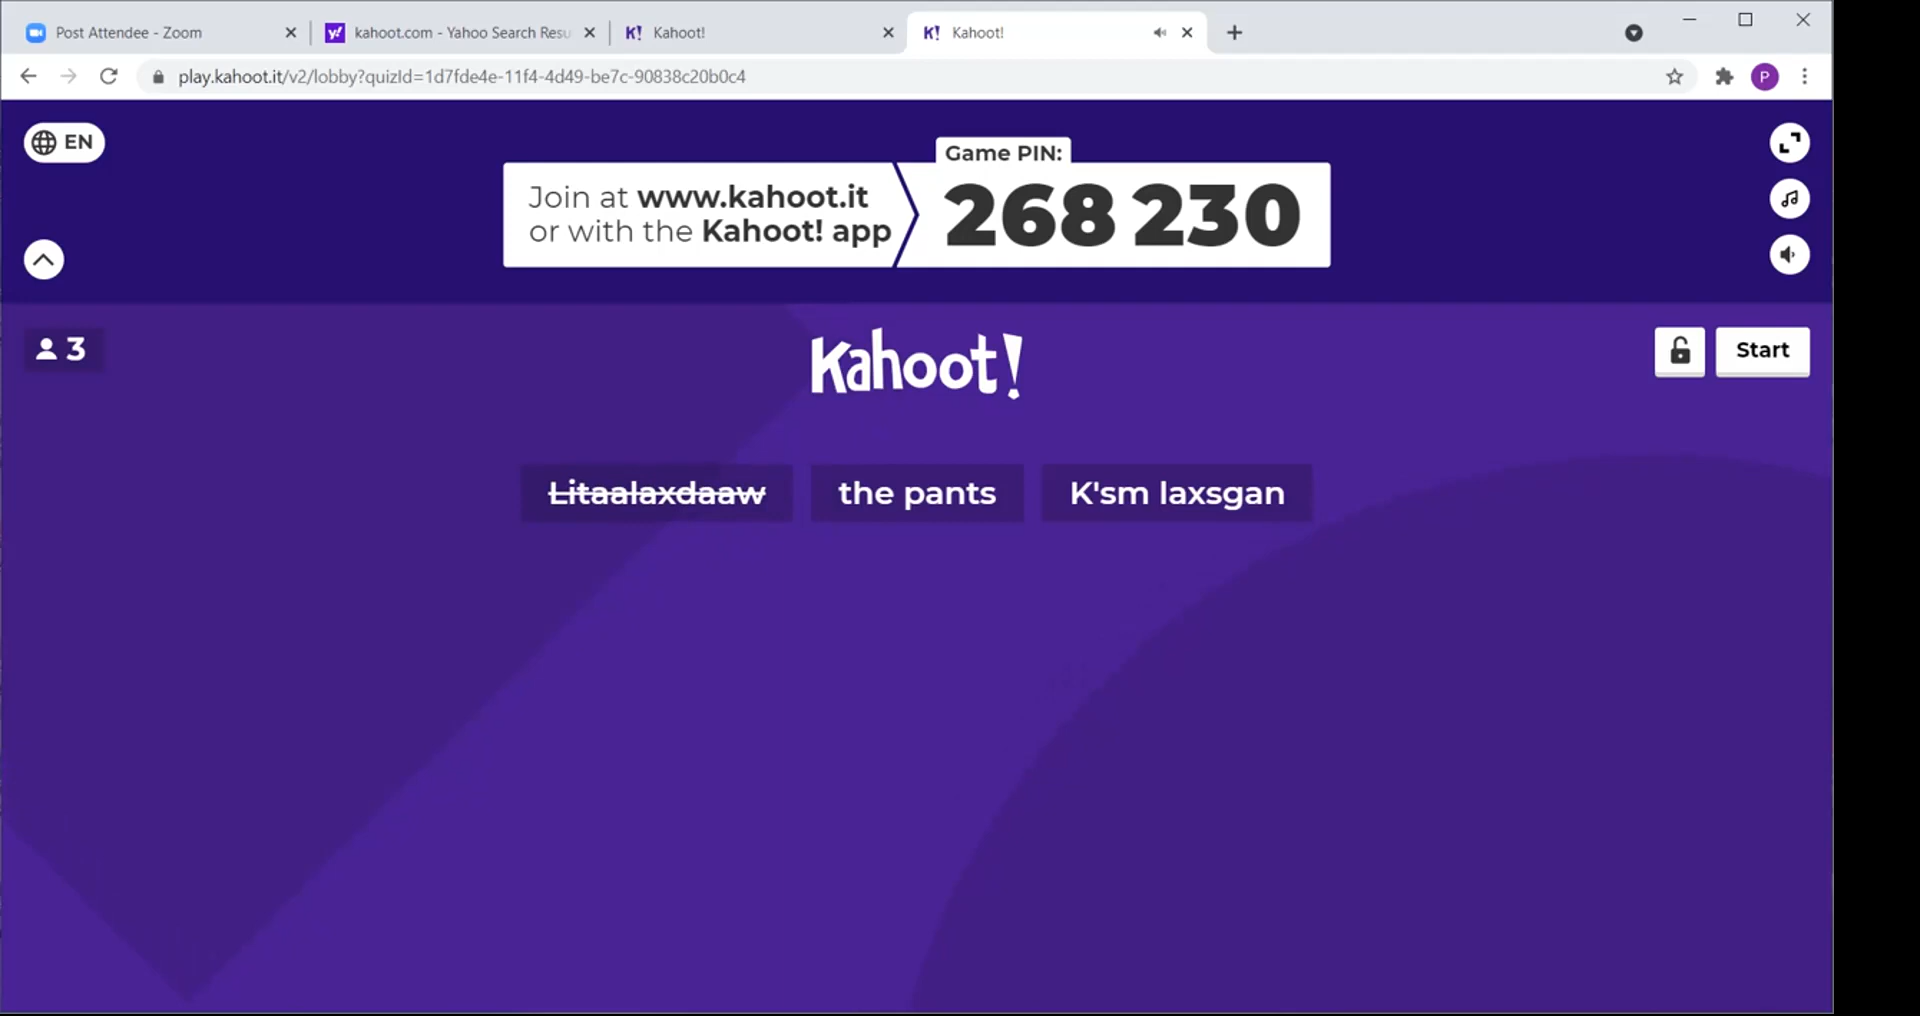 Post Attendee - Zoom
kahoot.com - Yahoo Search Resu
K! Kahoot!
K! Kahoot!
play.kahoot.it/v2/lobby?quizId=1d7fde4e-11f4-4d49-be7c-90838c20b0c4
P
EN
Game PIN:
Join at www.kahoot.it
or with the Kahoot! app
268 230
3
Kahoot!
Start
Litaalaxdaaw
the pants
K'sm laxsgan